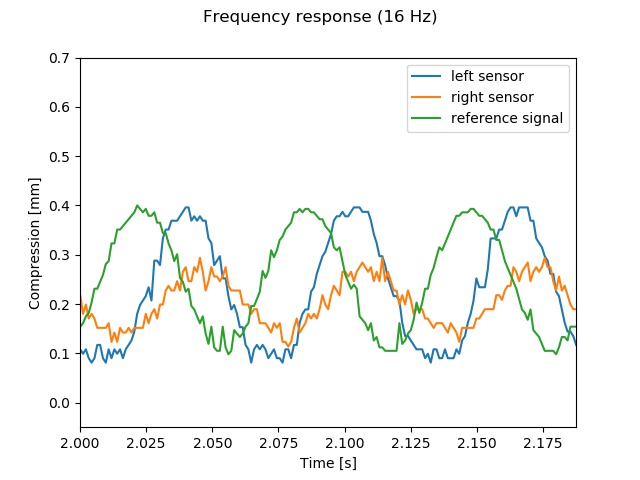 Frequency response (16 Hz)
0.7
0.6
0.5
0.4
0.3
0.2
0.1
0.0
Compression [mm]
left sensor
right sensor
reference signal
2.000 2.025 2.050 2.075 2.100 2.125 2.150 2.175
Time [s]